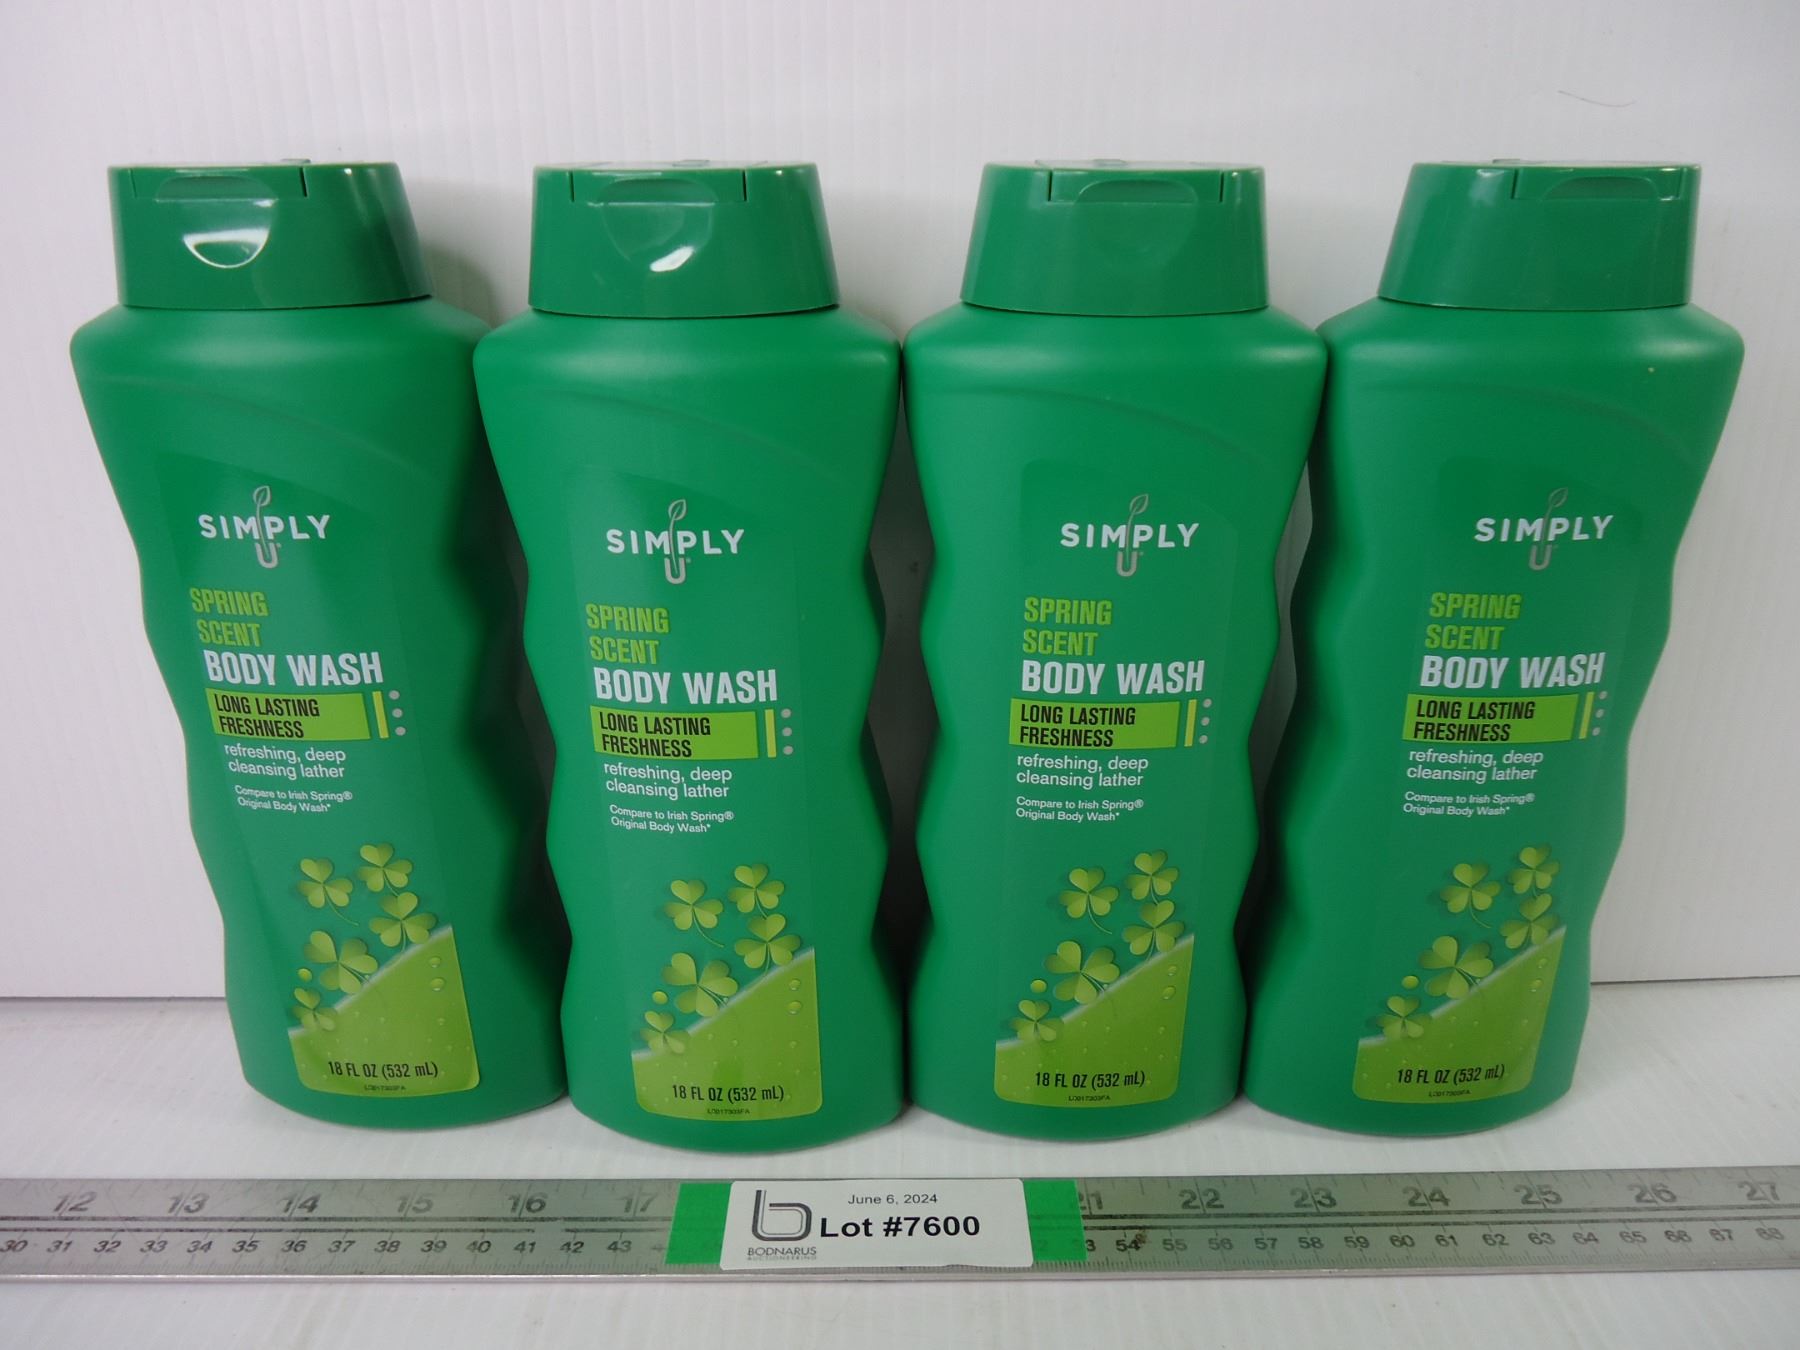 SIMPLY
U®
SPRING
SCENT
BODY WASH
LONG LASTING
FRESHNESS
refreshing, deep
cleansing lather
Compare to Irish Spring®
Original Body Wash*
18 FL OZ (532 mL)
SIMPLY
U®
SPRING
SCENT
BODY WASH
LONG LASTING
FRESHNESS
refreshing, deep
cleansing lather
Compare to Irish Spring®
Original Body Wash*
18 FL OZ (532 mL)
SIMPLY
U®
SPRING
SCENT
BODY WASH
LONG LASTING
FRESHNESS
refreshing, deep
cleansing lather
Compare to Irish Spring®
Original Body Wash*
18 FL OZ (532 mL)
SIMPLY
U®
SPRING
SCENT
BODY WASH
LONG LASTING
FRESHNESS
refreshing, deep
cleansing lather
Compare to Irish Spring®
Original Body Wash*
18 FL OZ (532 mL)
12 13 14 15 16 17 21 22 23 24 25 26 27
30 31 32 33 34 35 36 37 38 39 40 41 42 43 54 55 56 57 58 59 60 61 62 63 64 65 66 67 68
June 6, 2024
Lot #7600
BODNARUS
AUCTIONEERING